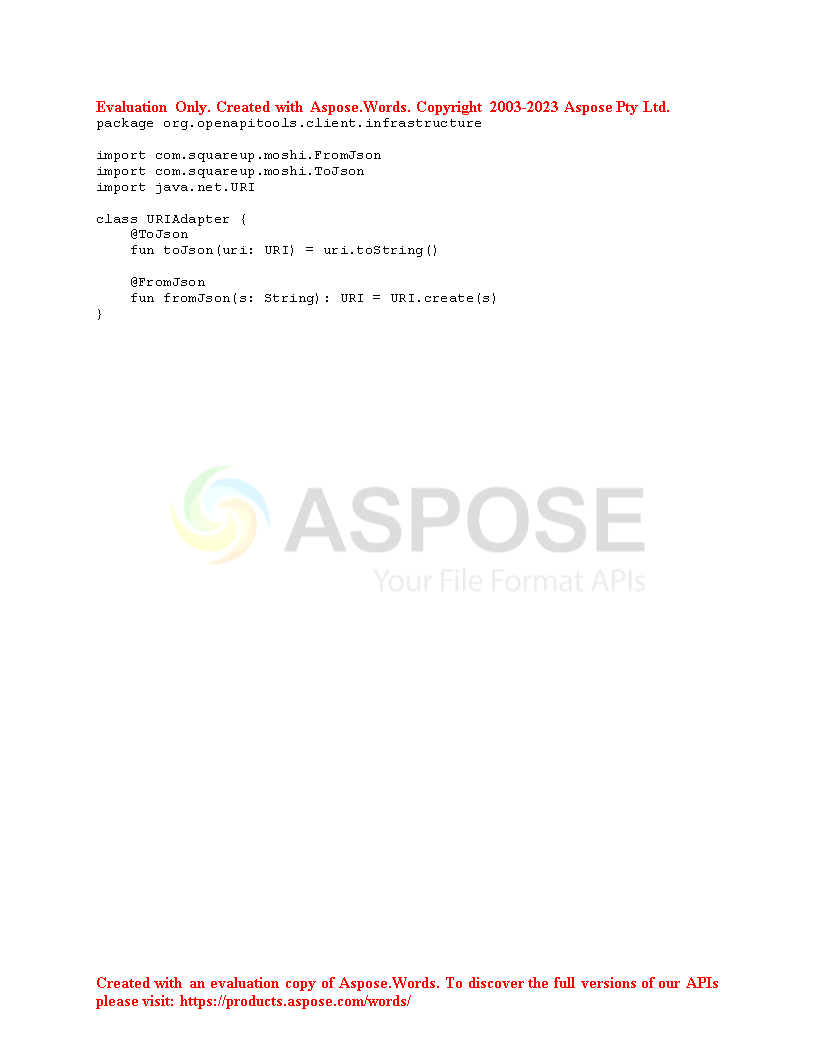 Evaluation Only. Created with Aspose.Words. Copyright 2003-2023 Aspose Pty Ltd.
package org.openapitools.client.infrastructure

import com.squareup.moshi.FromJson
import com.squareup.moshi.ToJson
import java.net.URI

class URIAdapter {
    @ToJson
    fun toJson(uri: URI) = uri.toString()

    @FromJson
    fun fromJson(s: String): URI = URI.create(s)
}
ASPOSE
Your File Format APIs
Created with an evaluation copy of Aspose.Words. To discover the full versions of our APIs
please visit: https://products.aspose.com/words/